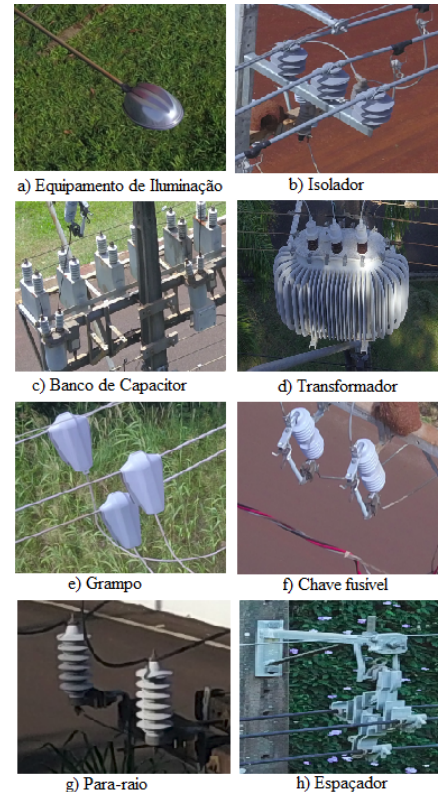 a) Equipamento de Iluminação
b) Isolador
c) Banco de Capacitor
d) Transformador
e) Grampo
f) Chave fusível
g) Para-raio
h) Espaçador